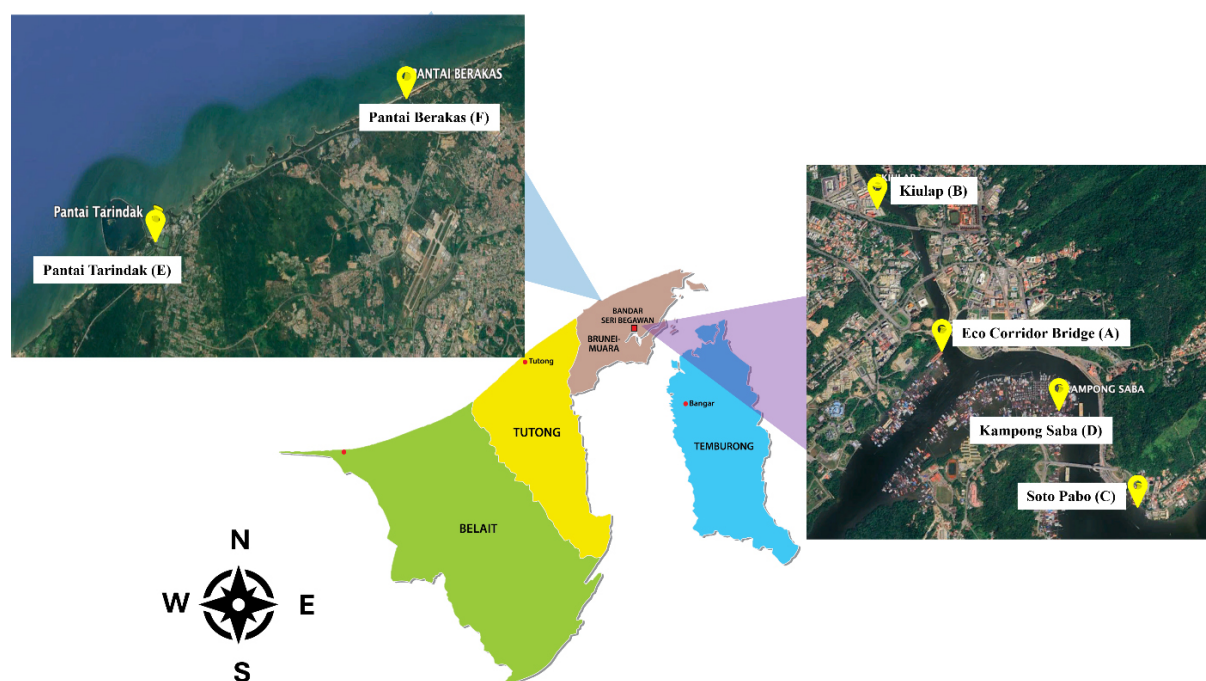 PANTAI BERAKAS
Pantai Berakas (F)
Pantai Tarindak
Pantai Tarindak (E)
KIULAP
Kiulap (B)
Eco Corridor Bridge (A)
KAMPONG SABA
Kampong Saba (D)
Soto Pabo (C)
BANDAR
SERI BEGAWAN
BRUNEI-
MUARA
Tutong
TUTONG
Bangar
TEMBURONG
BELAIT
N
W
E
S